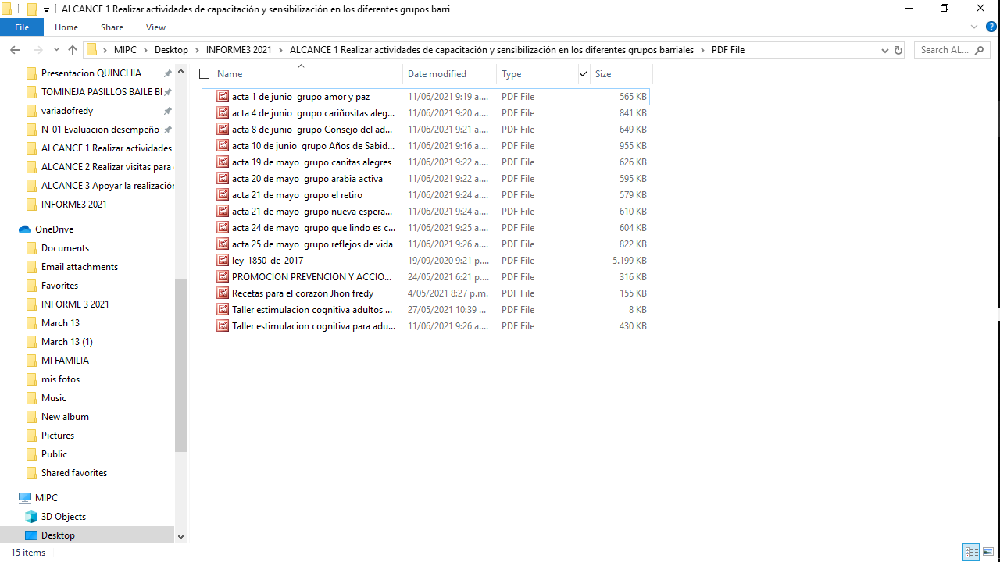 ALCANCE 1 Realizar actividades de capacitación y sensibilización en los diferentes grupos barri
File Home Share View
MIPC Desktop INFORME3 2021 ALCANCE 1 Realizar actividades de capacitación y sensibilización en los diferentes grupos barriales PDF File
Search AL...
Presentacion QUINCHIA
TOMINEJA PASILLOS BAILE BI
variadofredy
N-01 Evaluacion desempeño
ALCANCE 1 Realizar actividades
ALCANCE 2 Realizar visitas para
ALCANCE 3 Apoyar la realización
INFORME3 2021
OneDrive
Documents
Email attachments
Favorites
INFORME 3 2021
March 13
March 13 (1)
MI FAMILIA
mis fotos
Music
New album
Pictures
Public
Shared favorites
MIPC
3D Objects
Desktop
Name Date modified Type Size
acta 1 de junio  grupo amor y paz 11/06/2021 9:19 a.... PDF File 565 KB
acta 4 de junio  grupo cariñositas aleg... 11/06/2021 9:20 a.... PDF File 841 KB
acta 8 de junio  grupo Consejo del ad... 11/06/2021 9:21 a.... PDF File 649 KB
acta 10 de junio  grupo Años de Sabid... 11/06/2021 9:16 a.... PDF File 955 KB
acta 19 de mayo  grupo canitas alegres 11/06/2021 9:22 a.... PDF File 626 KB
acta 20 de mayo  grupo arabia activa 11/06/2021 9:22 a.... PDF File 595 KB
acta 21 de mayo  grupo el retiro 11/06/2021 9:24 a.... PDF File 579 KB
acta 21 de mayo  grupo nueva espera... 11/06/2021 9:24 a.... PDF File 610 KB
acta 24 de mayo  grupo que lindo es c... 11/06/2021 9:25 a.... PDF File 604 KB
acta 25 de mayo  grupo reflejos de vida 11/06/2021 9:26 a.... PDF File 822 KB
ley_1850_de_2017 19/09/2020 9:21 p.... PDF File 5.199 KB
PROMOCION PREVENCION Y ACCIO... 24/05/2021 6:21 p.... PDF File 316 KB
Recetas para el corazón Jhon fredy 4/05/2021 8:27 p.m. PDF File 155 KB
Taller estimulacion cognitiva adultos ... 27/05/2021 10:39 ... PDF File 8 KB
Taller estimulacion cognitiva para adu... 11/06/2021 9:26 a.... PDF File 430 KB
15 items